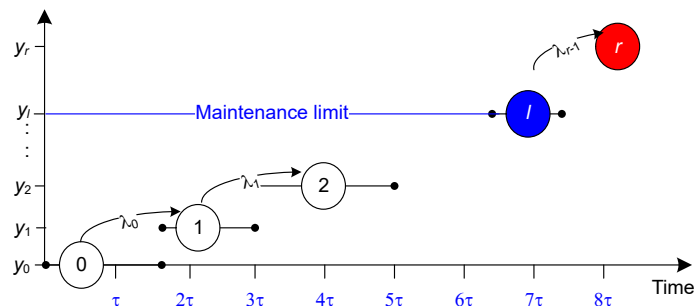 y_r
r
λ_{r-1}
y_l
Maintenance limit
l
y_2
λ_1
2
y_1
λ_0
1
y_0
0
τ 2τ 3τ 4τ 5τ 6τ 7τ 8τ
Time